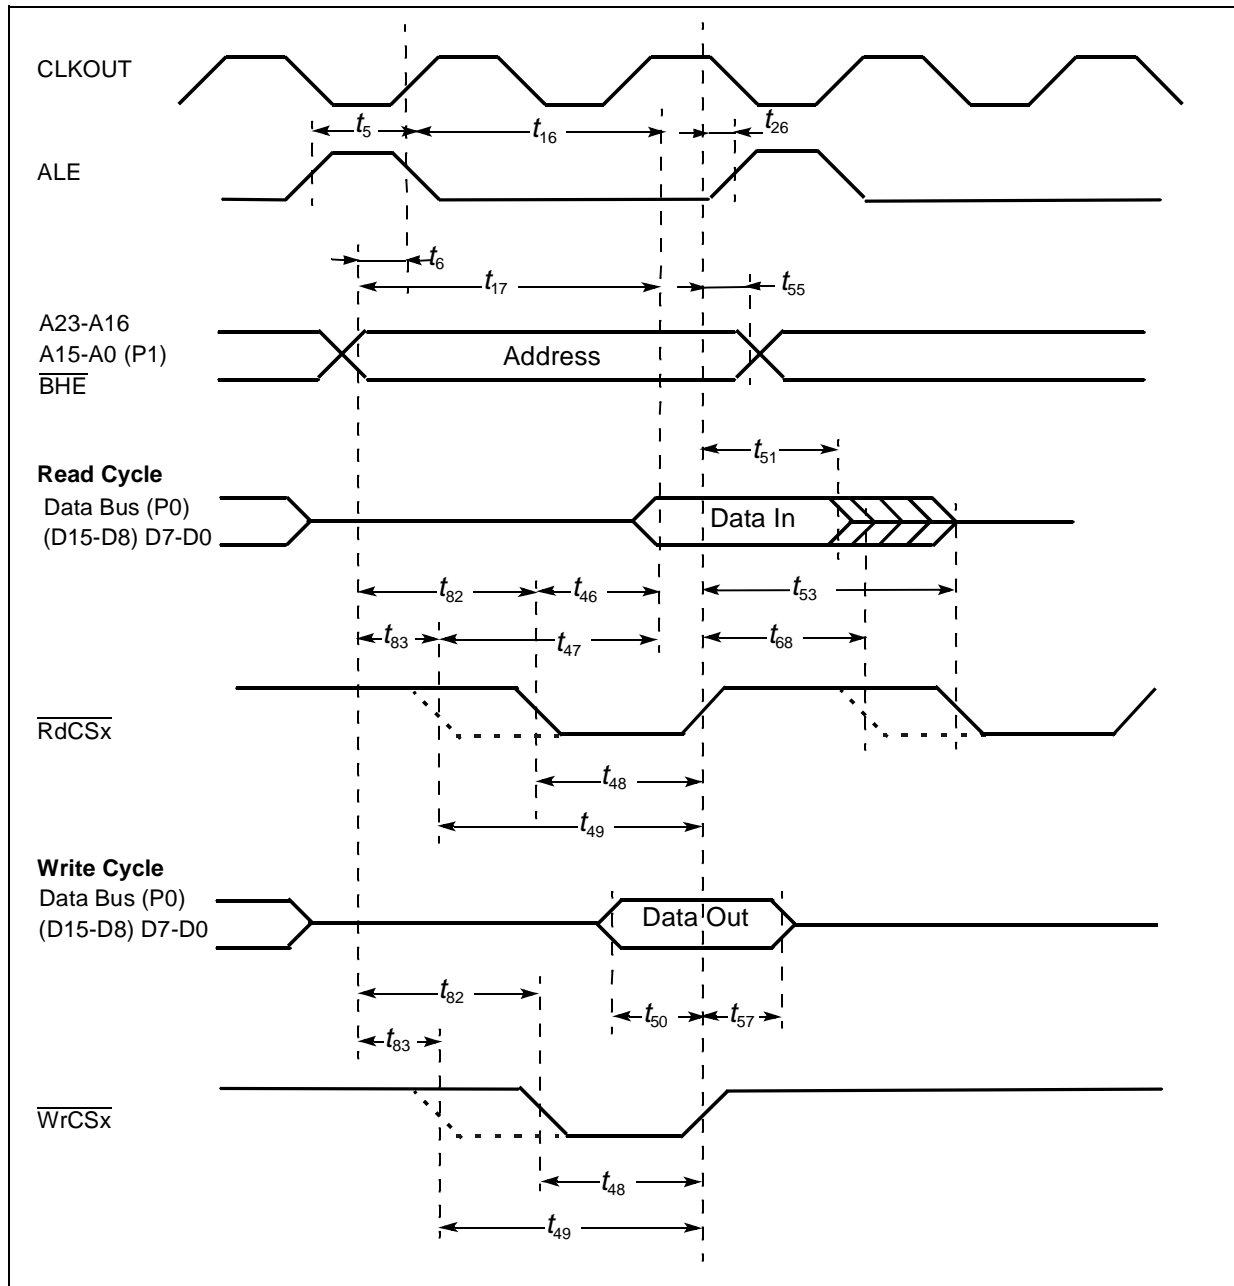 CLKOUT
t5
t16
t26
ALE
t6
t17
t55
A23-A16
A15-A0 (P1)
BHE
Address
t51
Read Cycle
Data Bus (P0)
(D15-D8) D7-D0
Data In
t82
t46
t53
t83
t47
t68
RdCSx
t48
t49
Write Cycle
Data Bus (P0)
(D15-D8) D7-D0
Data Out
t82
t50
t57
t83
WrCSx
t48
t49